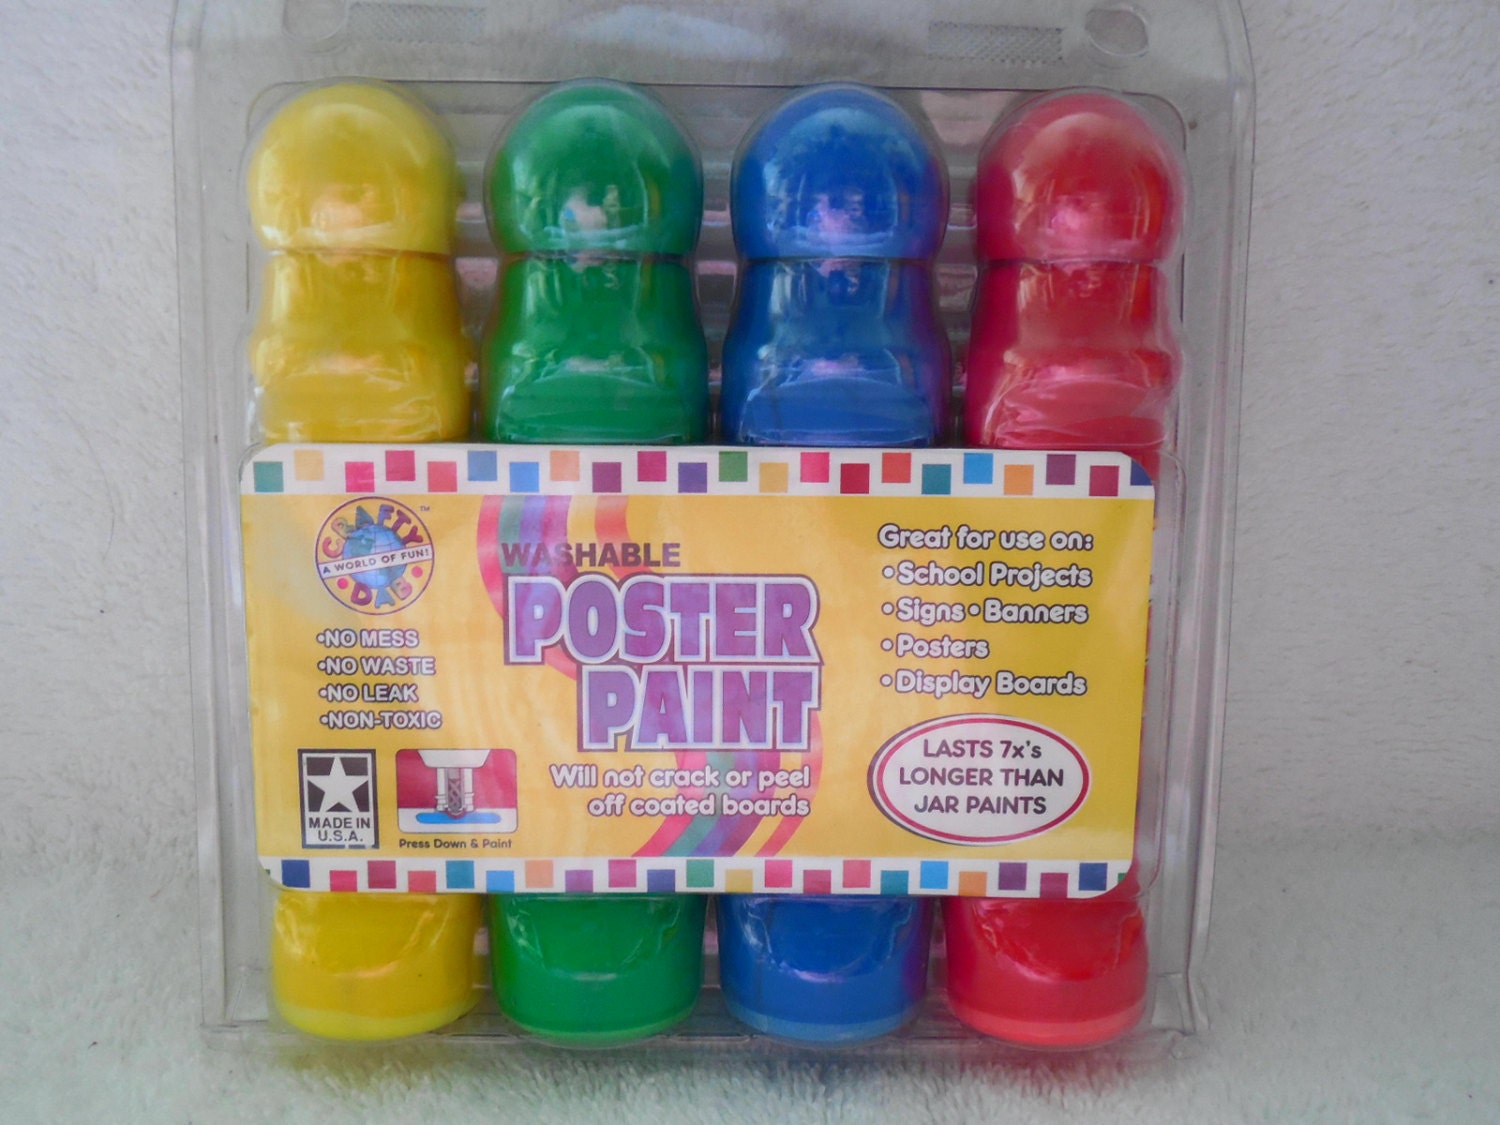 CRAFTY
A WORLD OF FUN!
DAB
™
•NO MESS
•NO WASTE
•NO LEAK
•NON-TOXIC
MADE IN
U.S.A.
Press Down & Paint
WASHABLE
POSTER
PAINT
Will not crack or peel
off coated boards
Great for use on:
•School Projects
•Signs •Banners
•Posters
•Display Boards
LASTS 7x's
LONGER THAN
JAR PAINTS